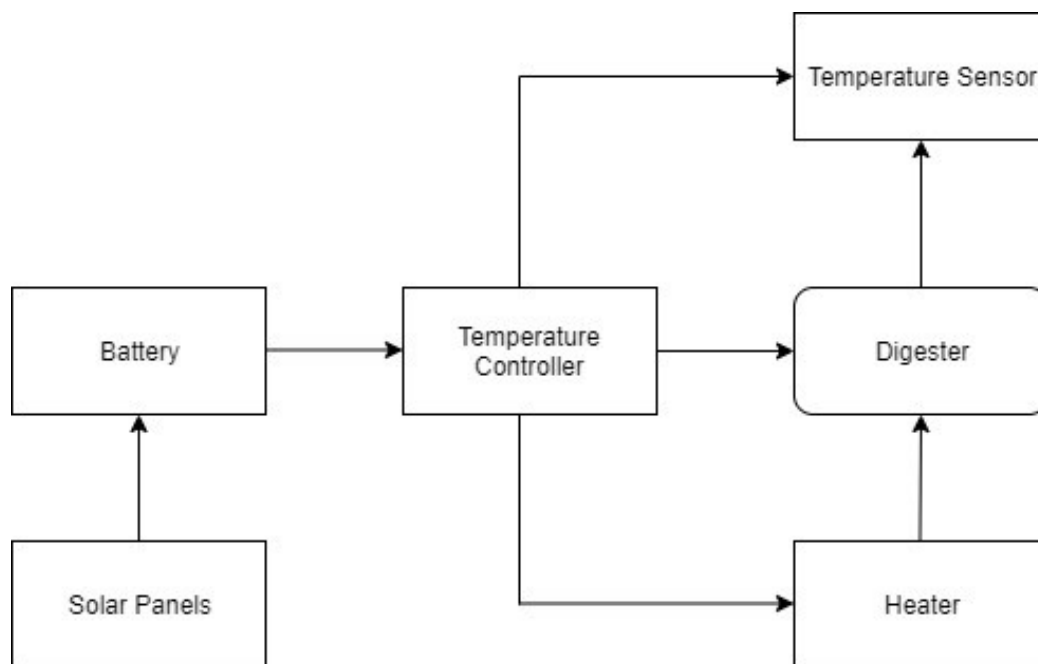 Temperature Sensor
Battery
Temperature
Controller
Digester
Solar Panels
Heater